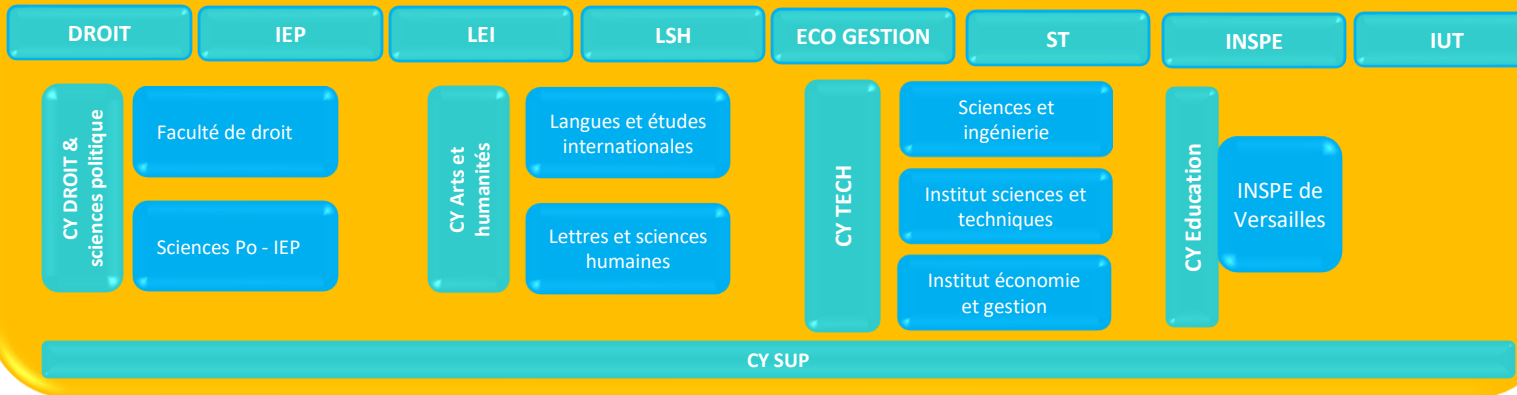 DROIT
IEP
LEI
LSH
ECO GESTION
ST
INSPE
IUT
CY DROIT &
sciences politique
Faculté de droit
Sciences Po - IEP
CY Arts et
humanités
Langues et études
internationales
Lettres et sciences
humaines
CY TECH
Sciences et
ingénierie
Institut sciences et
techniques
Institut économie
et gestion
CY Education
INSPE de
Versailles
CY SUP